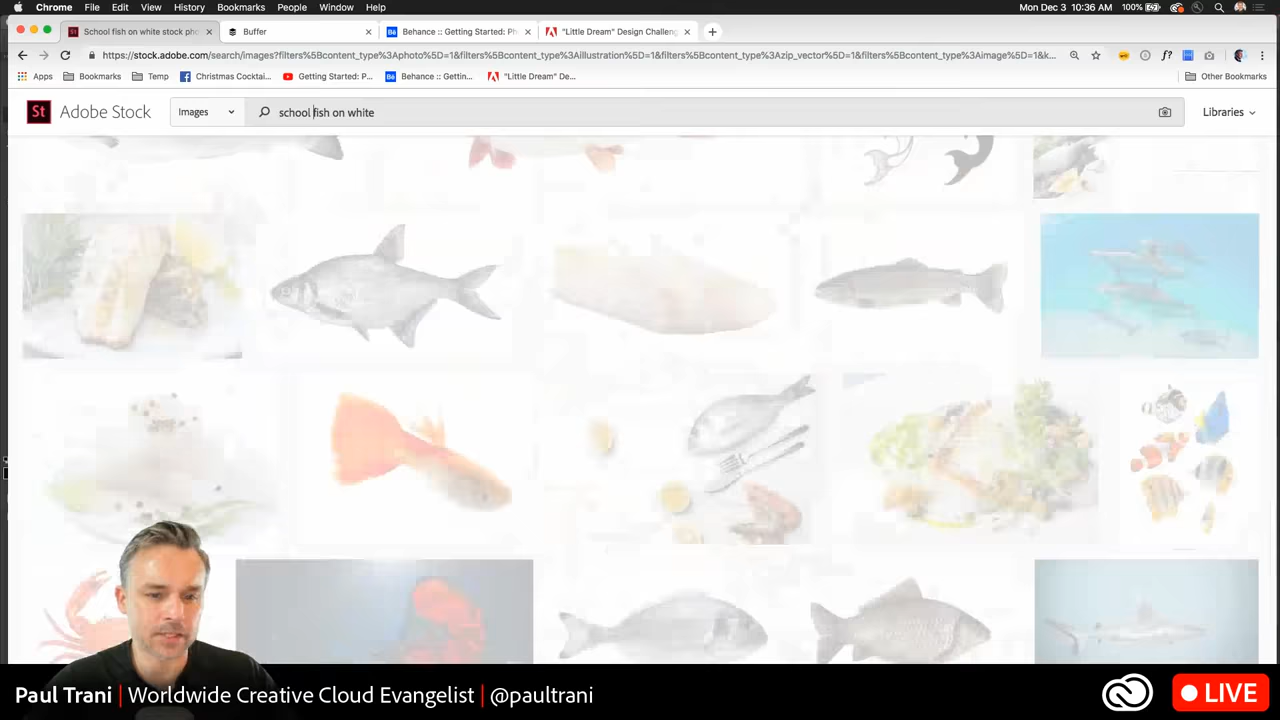 Chrome File Edit View History Bookmarks People Window Help 100% Mon Dec 3 10:36 AM
School fish on white stock pho Buffer Behance :: Getting Started: Ph "Little Dream" Design Challeng
https://stock.adobe.com/search/images?filters%5Bcontent_type%3Aphoto%5D=1&filters%5Bcontent_type%3Aillustration%5D=1&filters%5Bcontent_type%3Azip_vector%5D=1&filters%5Bcontent_type%3Aimage%5D=1&k...
Apps Bookmarks Temp Christmas Cocktai... Getting Started: P... Behance :: Gettin... "Little Dream" De... Other Bookmarks
St Adobe Stock Images school fish on white Libraries
Paul Trani | Worldwide Creative Cloud Evangelist | @paultrani LIVE